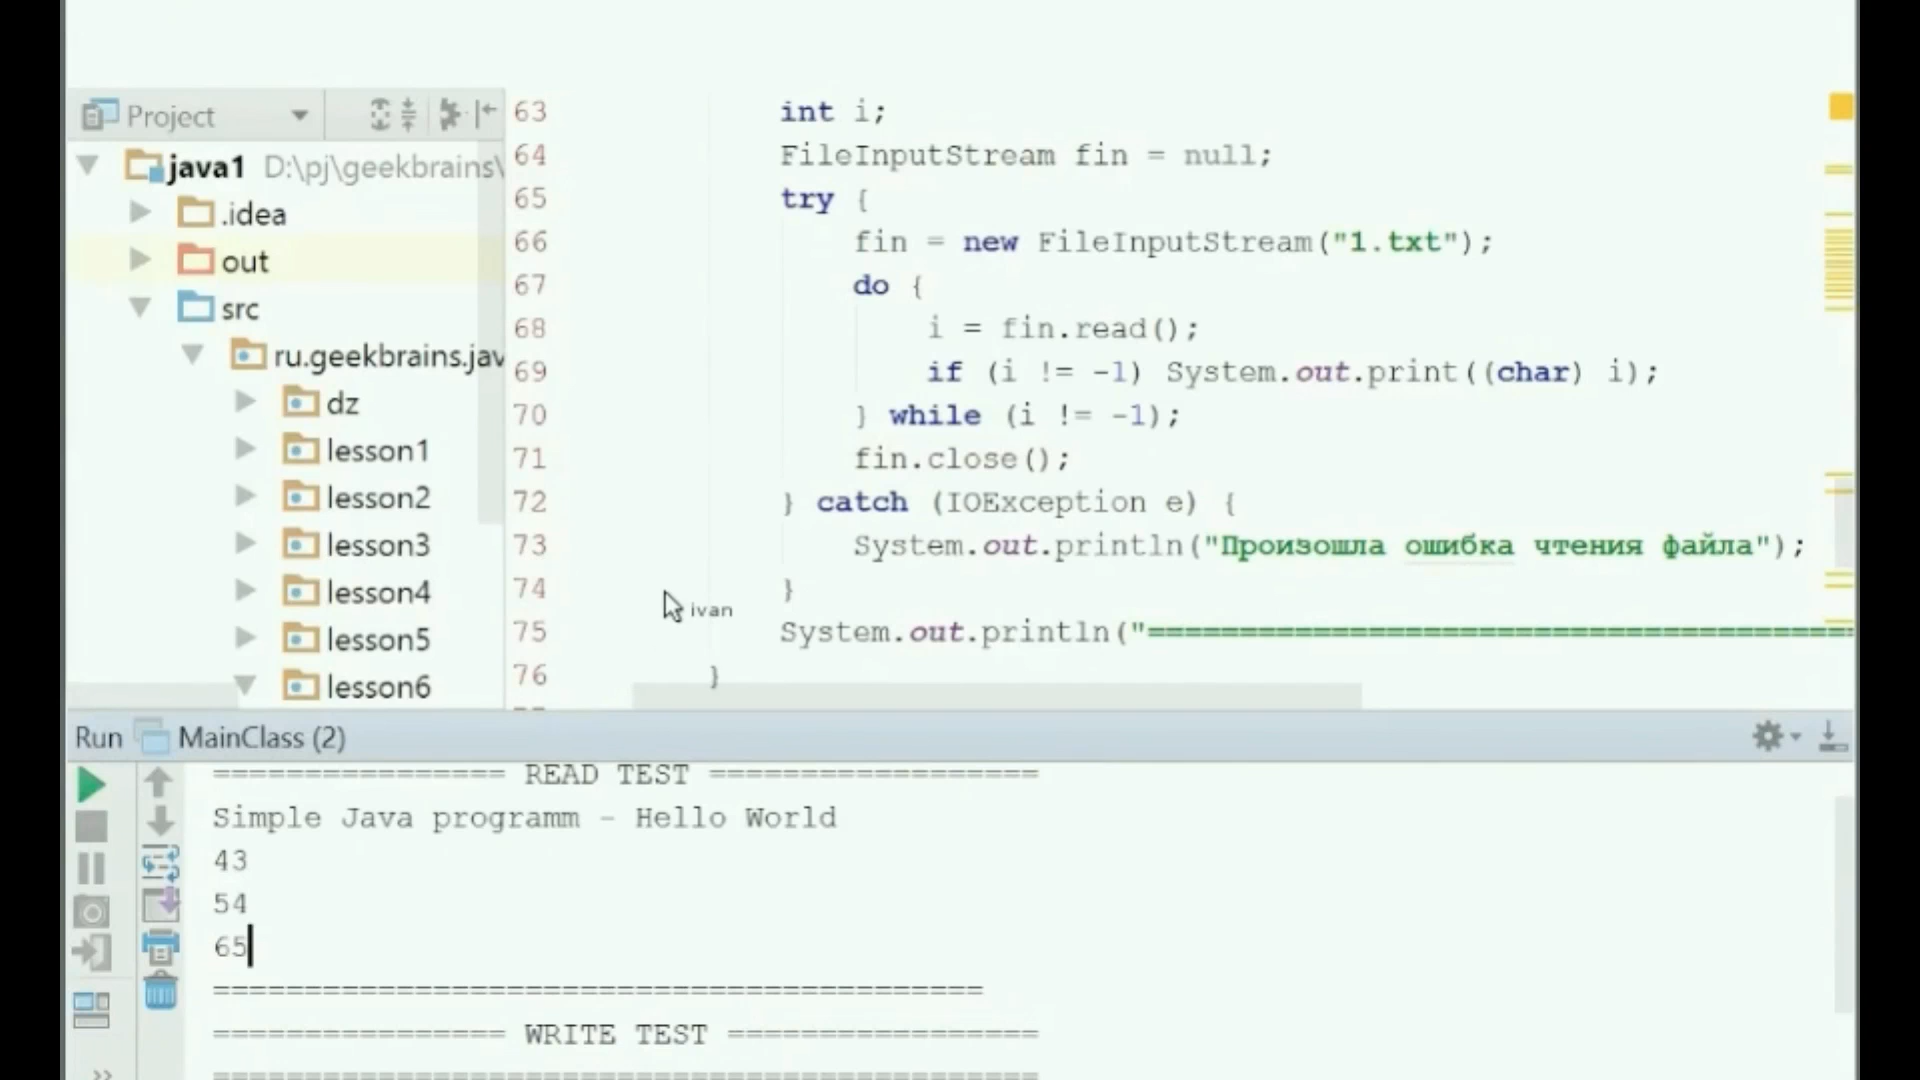 Project
java1 D:\pj\geekbrains\
.idea
out
src
ru.geekbrains.jav
dz
lesson1
lesson2
lesson3
lesson4
lesson5
lesson6
63 int i;
64 FileInputStream fin = null;
65 try {
66 fin = new FileInputStream("1.txt");
67 do {
68 i = fin.read();
69 if (i != -1) System.out.print((char) i);
70 } while (i != -1);
71 fin.close();
72 } catch (IOException e) {
73 System.out.println("Произошла ошибка чтения файла");
74 }
75 System.out.println("=======================================
76 }
ivan
Run MainClass (2)
================ READ TEST ==================
Simple Java programm - Hello World
43
54
65
==========================================
================ WRITE TEST =================
=============================================